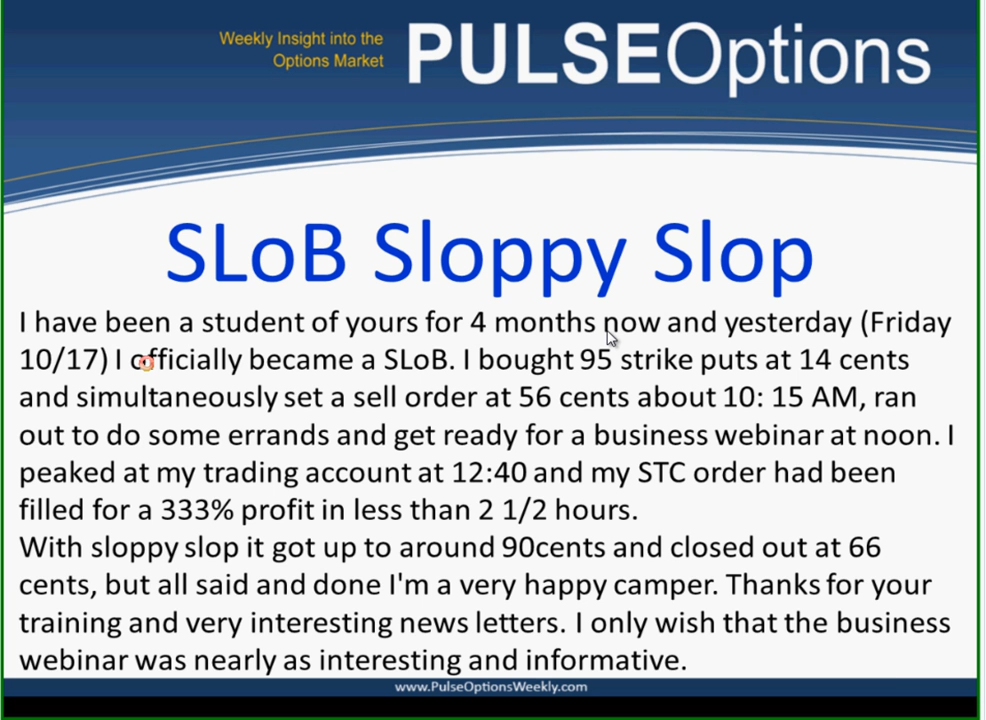 Weekly Insight into the
Options Market
PULSEOptions
SLoB Sloppy Slop
I have been a student of yours for 4 months now and yesterday (Friday
10/17) I officially became a SLoB. I bought 95 strike puts at 14 cents
and simultaneously set a sell order at 56 cents about 10: 15 AM, ran
out to do some errands and get ready for a business webinar at noon. I
peaked at my trading account at 12:40 and my STC order had been
filled for a 333% profit in less than 2 1/2 hours.
With sloppy slop it got up to around 90cents and closed out at 66
cents, but all said and done I'm a very happy camper. Thanks for your
training and very interesting news letters. I only wish that the business
webinar was nearly as interesting and informative.
www.PulseOptionsWeekly.com